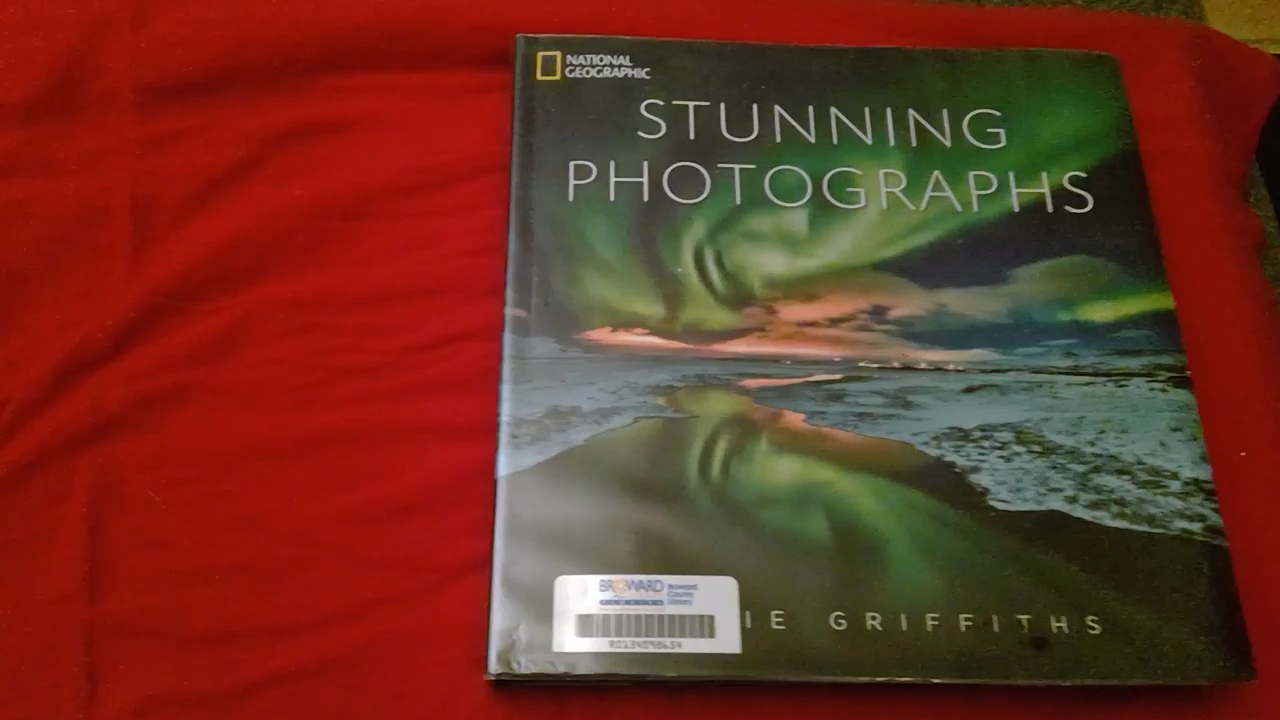 NATIONAL
GEOGRAPHIC
STUNNING
PHOTOGRAPHS
BROWARD
Broward
County
Library
IE GRIFFITHS